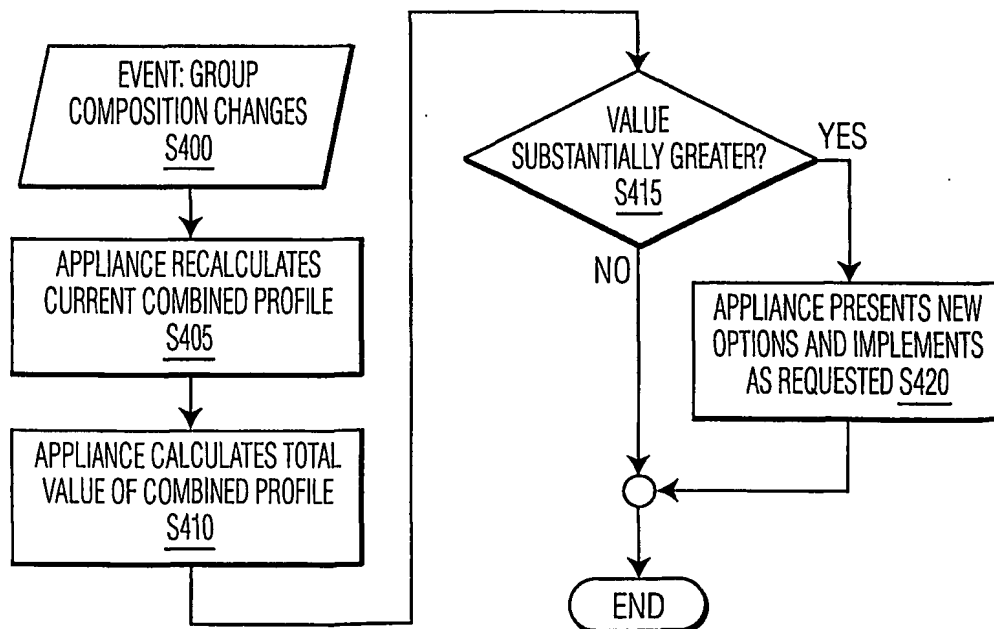 EVENT: GROUP
COMPOSITION CHANGES
S400
APPLIANCE RECALCULATES
CURRENT COMBINED PROFILE
S405
APPLIANCE CALCULATES TOTAL
VALUE OF COMBINED PROFILE
S410
VALUE
SUBSTANTIALLY GREATER?
S415
YES
NO
APPLIANCE PRESENTS NEW
OPTIONS AND IMPLEMENTS
AS REQUESTED S420
END